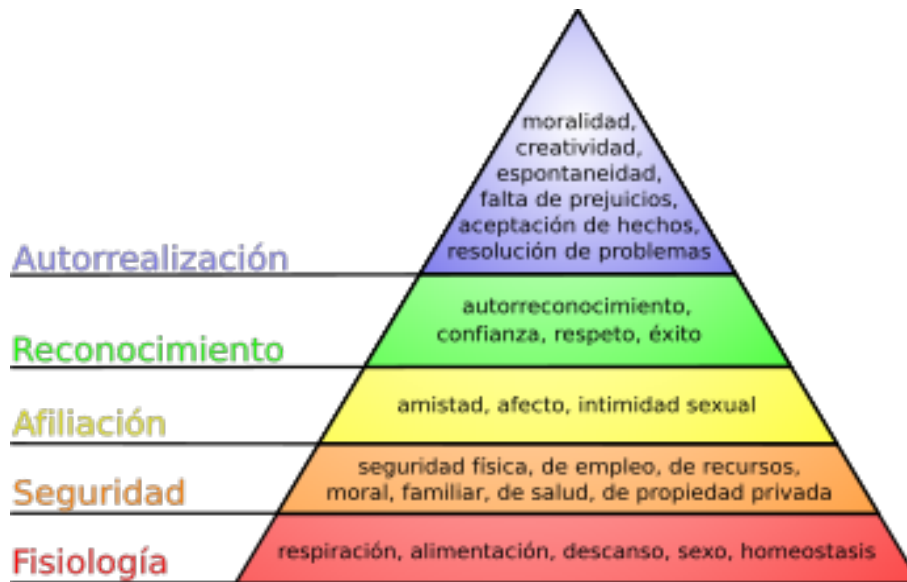 moralidad,
creatividad,
espontaneidad,
falta de prejuicios,
aceptación de hechos,
resolución de problemas
Autorrealización
autorreconocimiento,
confianza, respeto, éxito
Reconocimiento
amistad, afecto, intimidad sexual
Afiliación
seguridad física, de empleo, de recursos,
moral, familiar, de salud, de propiedad privada
Seguridad
respiración, alimentación, descanso, sexo, homeostasis
Fisiología